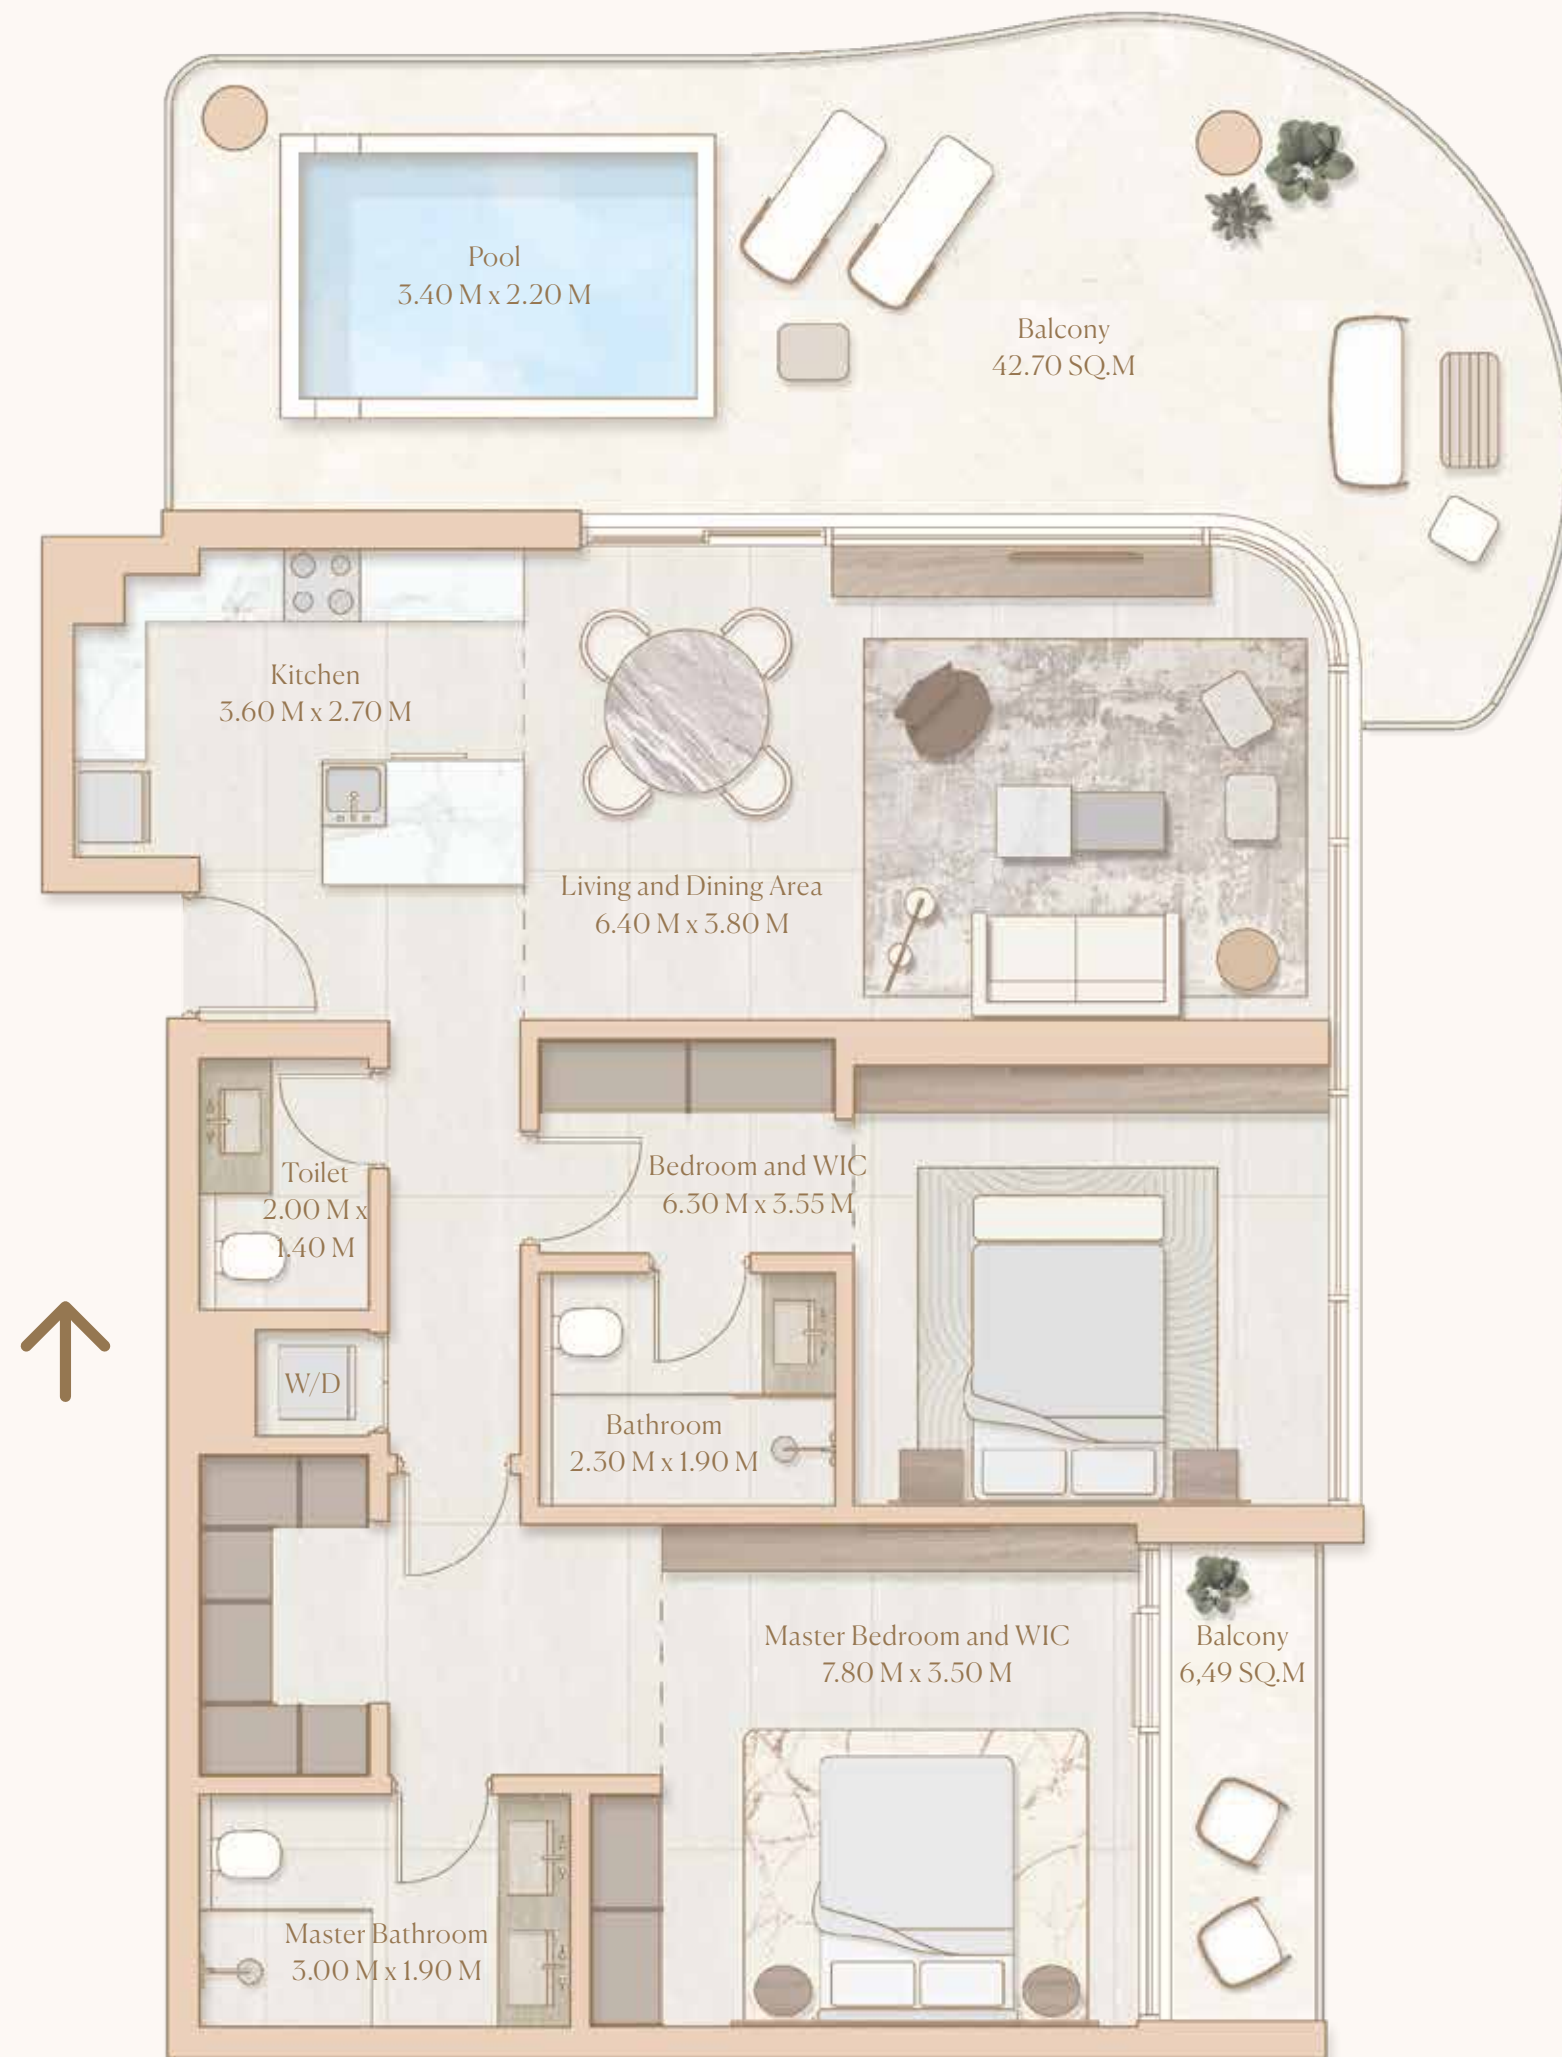 Pool
3.40 M x 2.20 M
Balcony
42.70 SQ.M
Kitchen
3.60 M x 2.70 M
Living and Dining Area
6.40 M x 3.80 M
Bedroom and WIC
6.30 M x 3.55 M
Toilet
2.00 M x
1.40 M
W/D
Bathroom
2.30 M x 1.90 M
Master Bedroom and WIC
7.80 M x 3.50 M
Balcony
6,49 SQ.M
Master Bathroom
3.00 M x 1.90 M